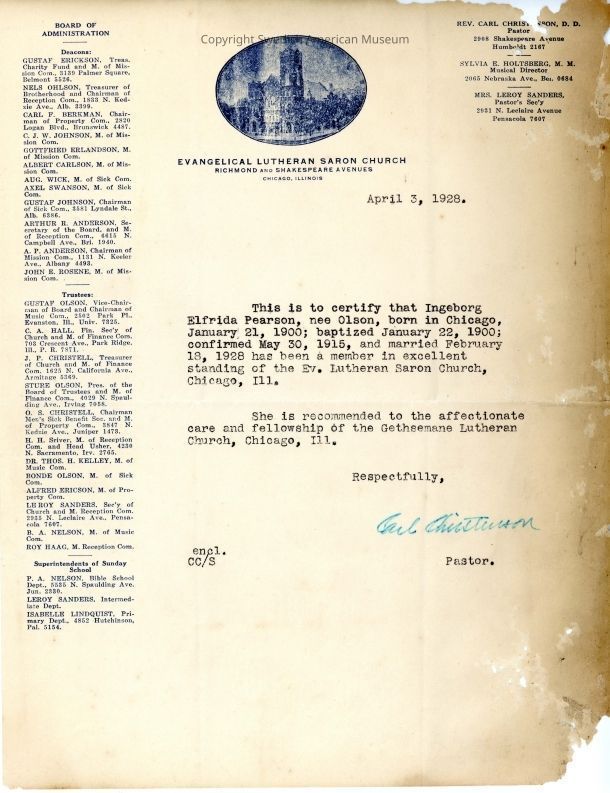 Copyright Swedish American Museum
BOARD OF
ADMINISTRATION
Deacons:
GUSTAF ERICKSON, Treas.
Charity Fund and M. of Mis-
sion Com., 3139 Palmer Square,
Belmont 5526.
NELS OHLSON, Treasurer of
Brotherhood and Chairman of
Reception Com., 1833 N. Ked-
zie Ave., Alb. 3399.
CARL F. BERKMAN, Chair-
man of Property Com., 2820
Logan Blvd., Brunswick 4487.
C. J. W. JOHNSON, M. of Mis-
sion Com.
GOTTFRIED ERLANDSON, M.
of Mission Com.
ALBERT CARLSON, M. of Mis-
sion Com.
AUG. WICK, M. of Sick Com.
AXEL SWANSON, M. of Sick
Com.
GUSTAF JOHNSON, Chairman
of Sick Com., 3581 Lyndale St.,
Alb. 6386.
ARTHUR R. ANDERSON, Se-
cretary of the Board, and M.
of Reception Com., 6615 N.
Campbell Ave., Bri. 1940.
A. P. ANDERSON, Chairman of
Mission Com., 1131 N. Keeler
Ave., Albany 4493.
JOHN E. ROSENE, M. of Mis-
sion Com.
Trustees:
GUSTAF OLSON, Vice-Chair-
man of Board and Chairman of
Music Com., 2502 Park Pl.,
Evanston, Ill., Univ. 7325.
C. A. HALL, Fin. Sec'y of
Church and M. of Finance Com.
703 Crescent Ave., Park Ridge,
Ill., P. R. 7871.
J. P. CHRISTELL, Treasurer
of Church and M. of Finance
Com. 1625 N. California Ave.,
Armitage 5369.
STURE OLSON, Pres. of the
Board of Trustees and M. of
Finance Com., 4029 N. Spaul-
ding Ave., Irving 7058.
O. S. CHRISTELL, Chairman
Men's Sick Benefit Soc. and M.
of Property Com., 3847 N.
Kedzie Ave., Juniper 1473.
H. H. Sriver, M. of Reception
Com. and Head Usher, 4230
N. Sacramento, Irv. 2765.
DR. THOS. H. KELLEY, M. of
Music Com.
BONDE OLSON, M. of Sick
Com.
ALFRED ERICSON, M. of Pro-
perty Com.
LEROY SANDERS, Sec'y of
Church and M. Reception Com.
2935 N. Leclaire Ave., Pensa-
cola 7607.
B. A. NELSON, M. of Music
Com.
ROY HAAG, M. Reception Com.
Superintendents of Sunday
School
P. A. NELSON, Bible School
Dept., 5535 N. Spaulding Ave.
Jun. 2330.
LEROY SANDERS, Intermed-
iate Dept.
ISABELLE LINDQUIST, Pri-
mary Dept., 4852 Hutchinson,
Pal. 5154.
EVANGELICAL LUTHERAN SARON CHURCH
RICHMOND AND SHAKESPEARE AVENUES
CHICAGO, ILLINOIS
REV. CARL D. D.
Pastor
2908 Shakespeare Avenue
Humboldt 2167
SYLVIA E. HOLTSBERG, M. M.
Musical Director
2065 Nebraska Ave., Bes. 0684
MRS. LEROY SANDERS,
Pastor's Sec'y
2931 N. Leclaire Avenue
Pensacola 7607
April 3, 1928.
This is to certify that Ingeborg
Elfrida Pearson, nee Olson, born in Chicago,
January 21, 1900; baptized January 22, 1900;
confirmed May 30, 1915, and married February
18, 1928 has been a member in excellent
standing of the Ev. Lutheran Saron Church,
Chicago, Ill.
She is recommended to the affectionate
care and fellowship of the Gethsemane Lutheran
Church, Chicago, Ill.
Respectfully,
Carl Christenson
encl.
CC/S
Pastor.